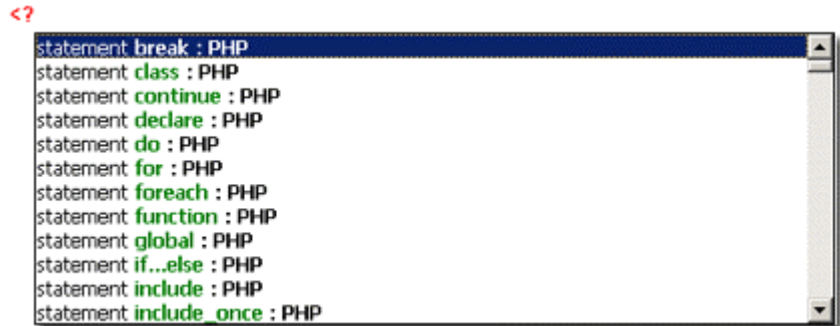 <?
statement break : PHP
statement class : PHP
statement continue : PHP
statement declare : PHP
statement do : PHP
statement for : PHP
statement foreach : PHP
statement function : PHP
statement global : PHP
statement if...else : PHP
statement include : PHP
statement include_once : PHP